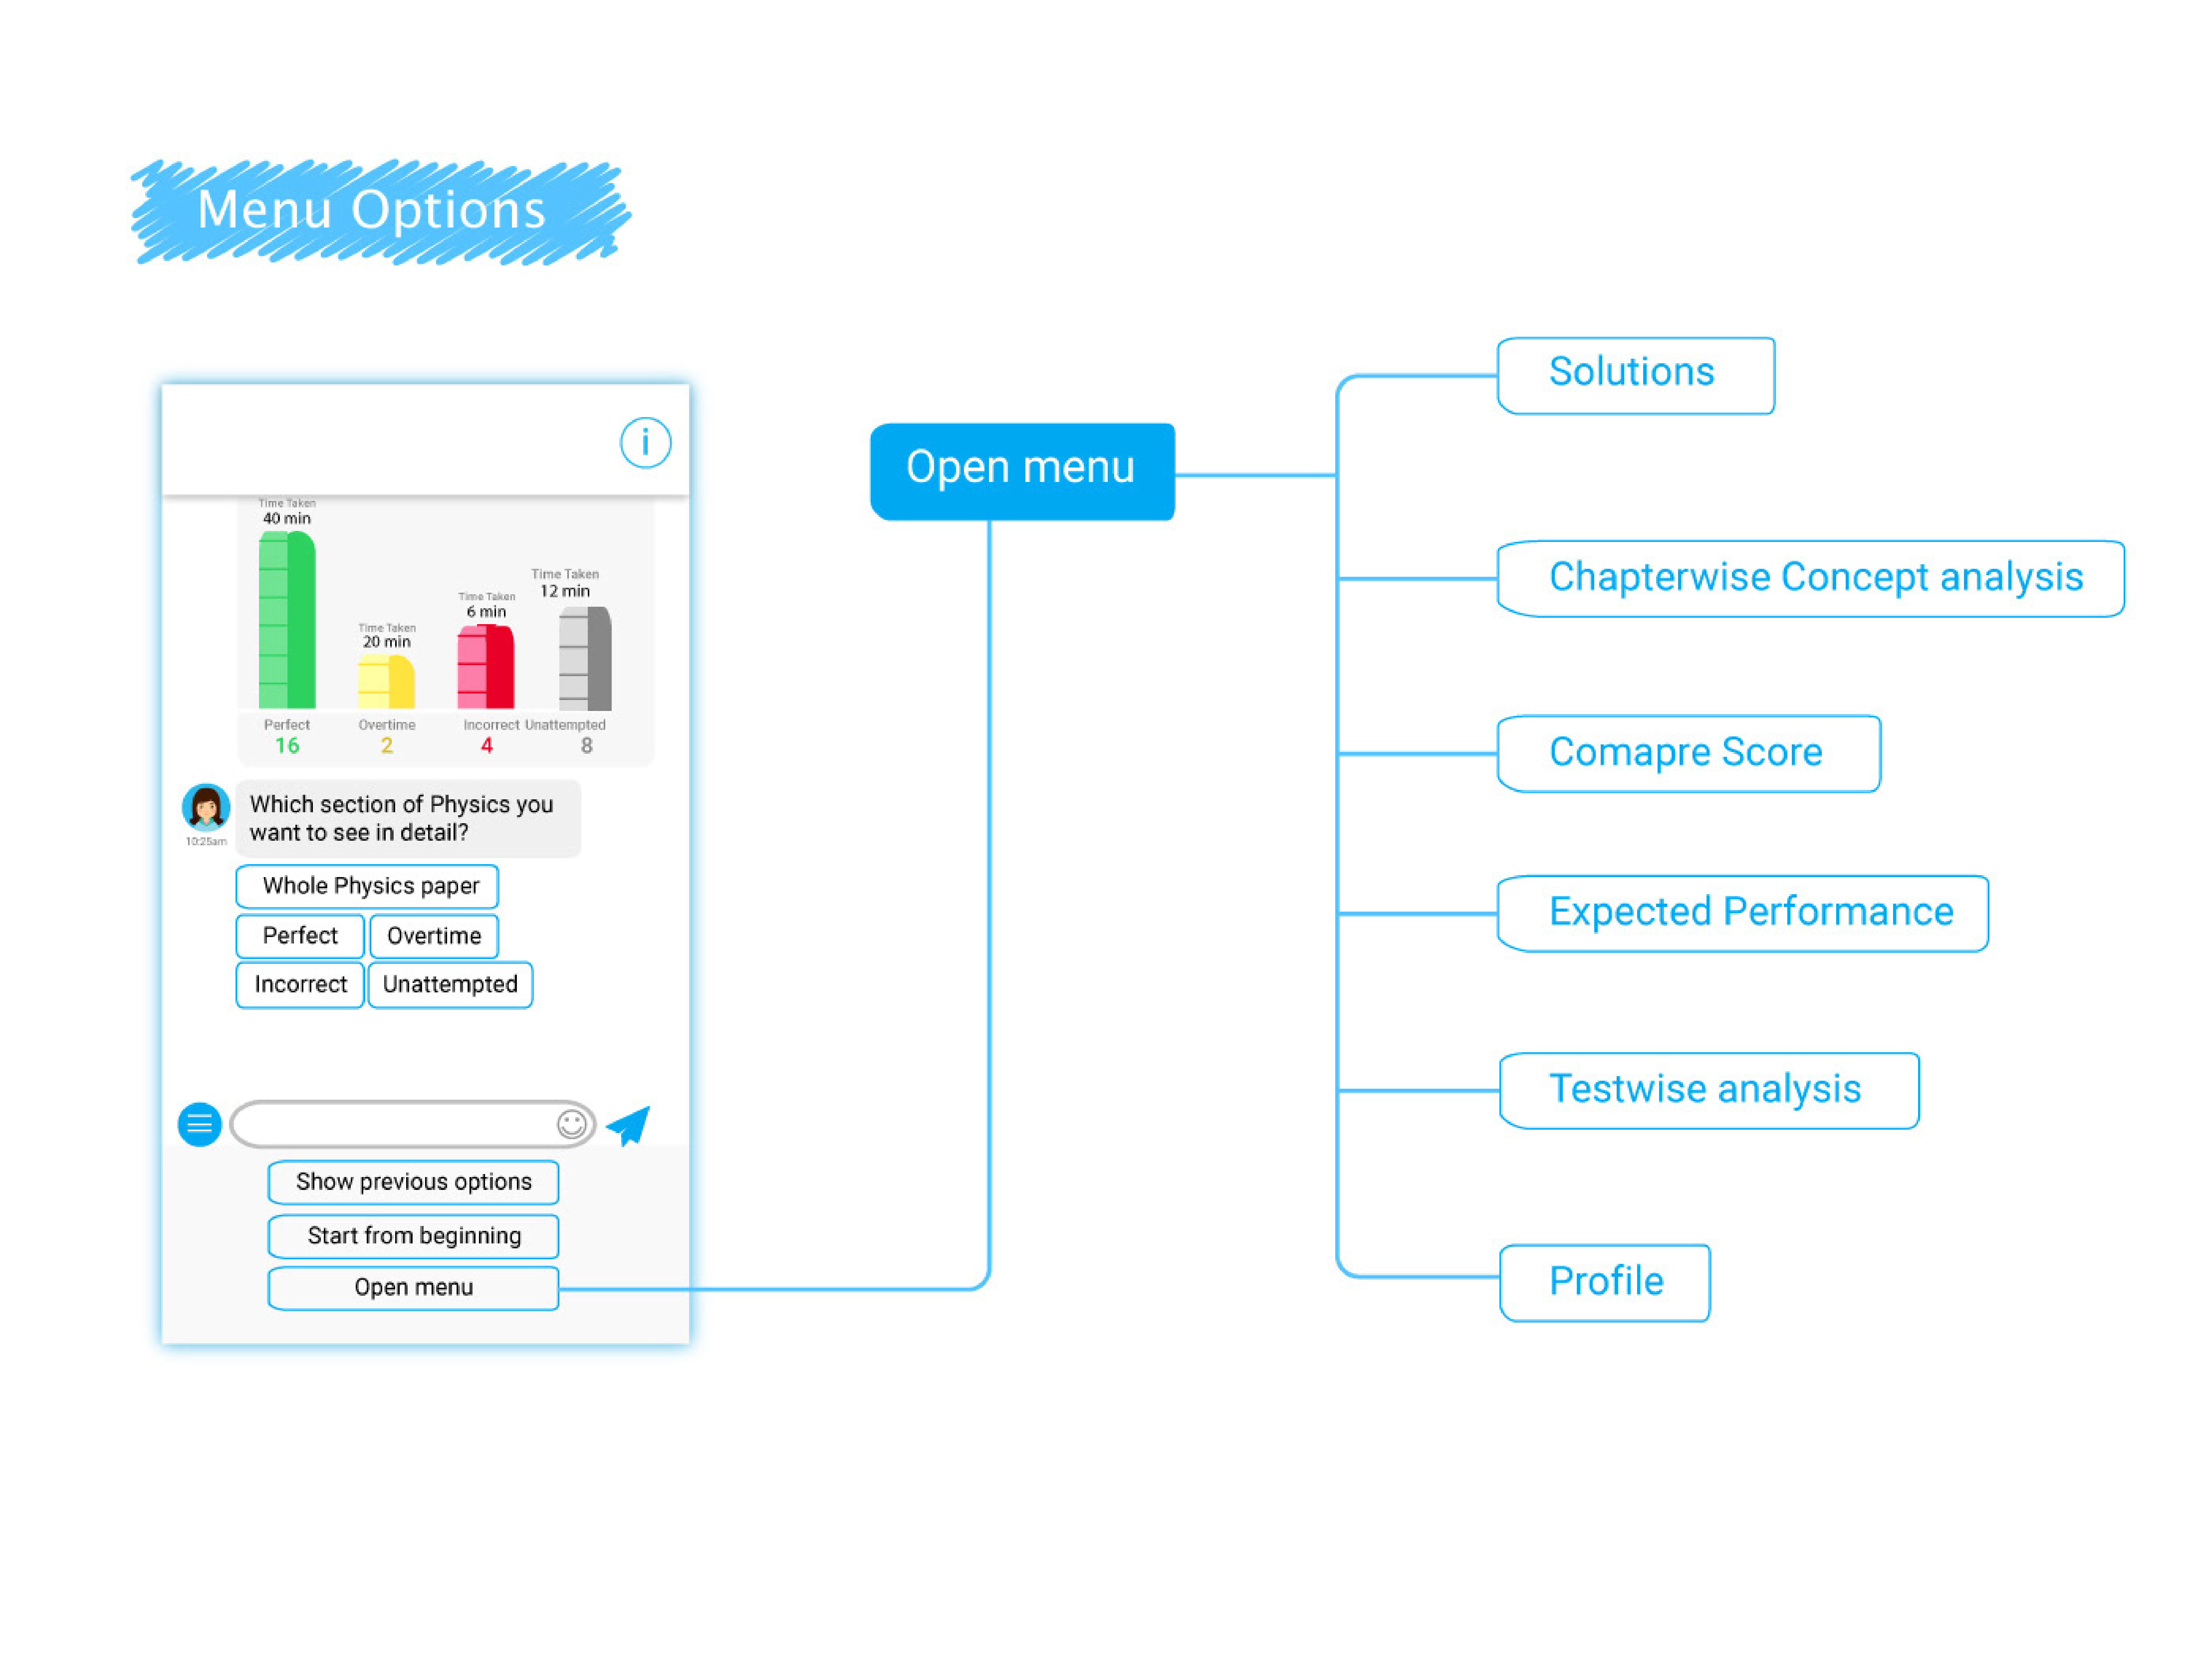 Menu Options
i
Time Taken
40 min
Time Taken
20 min
Time Taken
6 min
Time Taken
12 min
Perfect
16
Overtime
2
Incorrect
4
Unattempted
8
Which section of Physics you
want to see in detail?
10:25am
Whole Physics paper
Perfect
Overtime
Incorrect
Unattempted
Show previous options
Start from beginning
Open menu
Open menu
Solutions
Chapterwise Concept analysis
Comapre Score
Expected Performance
Testwise analysis
Profile